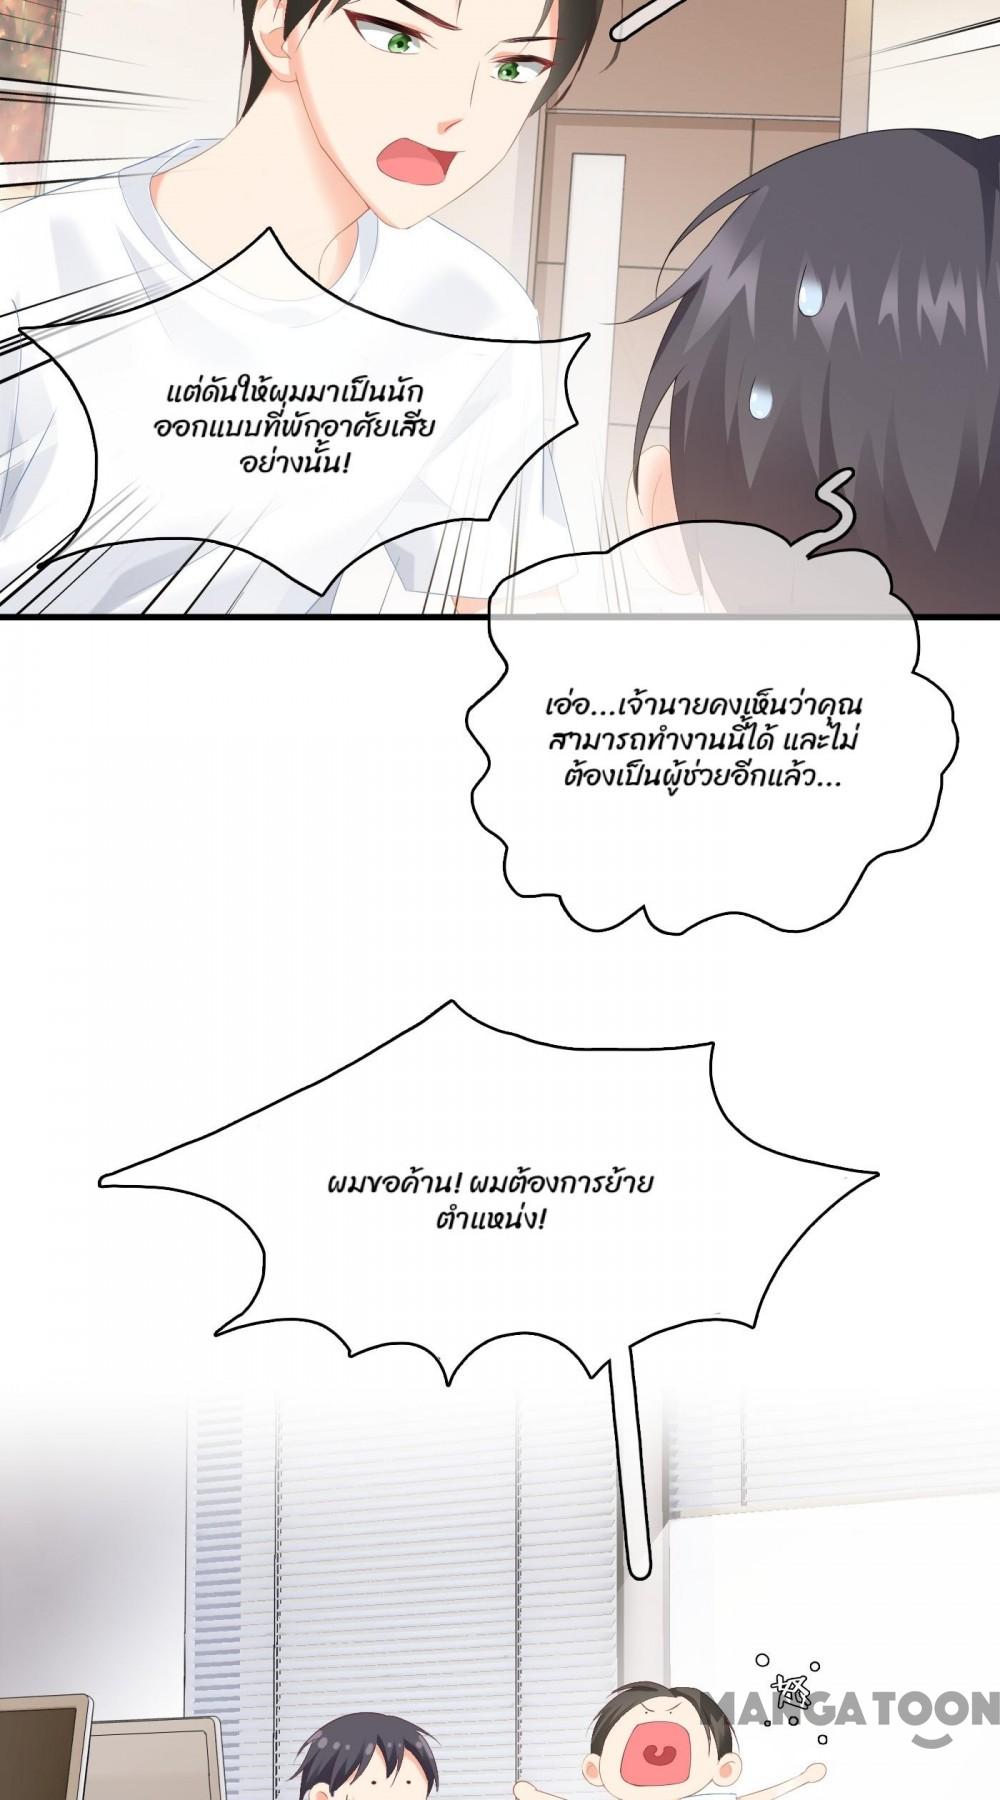 แต่ดันให้ผมมาเป็นนัก
ออกแบบที่พักอาศัยเสีย
อย่างนั้น!
เอ่อ...เจ้านายคงเห็นว่าคุณ
สามารถทำงานนี้ได้ และไม่
ต้องเป็นผู้ช่วยอีกแล้ว...
ผมขอค้าน! ผมต้องการย้าย
ตำแหน่ง!
怒
MANGATOON